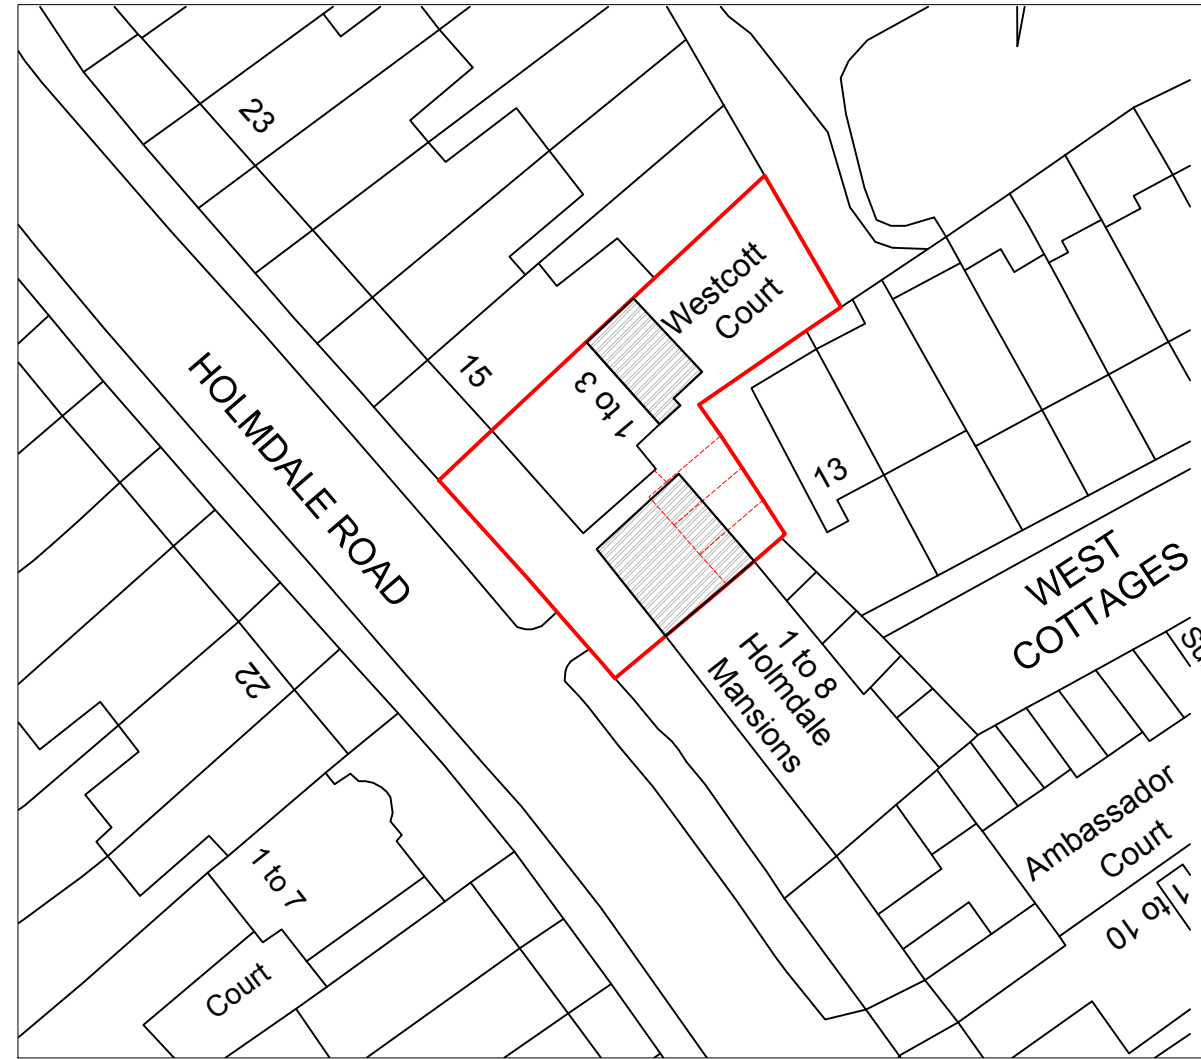 23
Westcott
Court
15
1 to 3
HOLMDALE ROAD
13
WEST
COTTAGES
1 to 8
Holmdale
Mansions
22
Ambassador
Court
1 to 7
1 to 10
Court